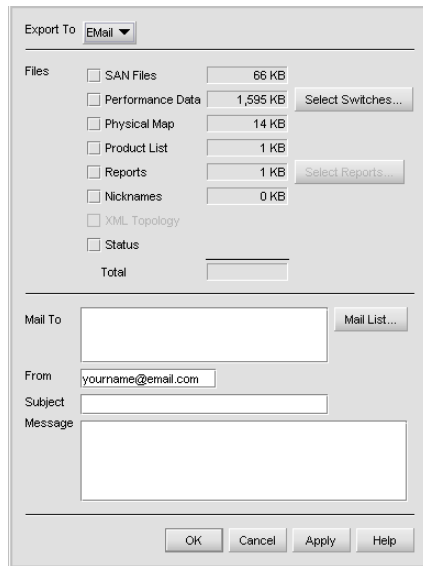 Export To EMail
Files SAN Files 66 KB
Performance Data 1,595 KB Select Switches...
Physical Map 14 KB
Product List 1 KB
Reports 1 KB Select Reports...
Nicknames 0 KB
XML Topology
Status
Total
Mail To Mail List...
From yourname@email.com
Subject
Message
OK Cancel Apply Help